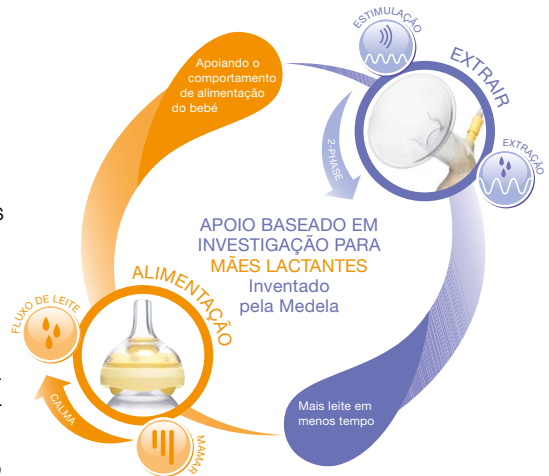 ESTIMULAÇÃO
EXTRAIR
EXTRAÇÃO
2-PHASE
Apoiando o
comportamento
de alimentação
do bebé
APOIO BASEADO EM
INVESTIGAÇÃO PARA
MÃES LACTANTES
Inventado
pela Medela
ALIMENTAÇÃO
FLUXO DE LEITE
CALMA
MAMAR
Mais leite em
menos tempo